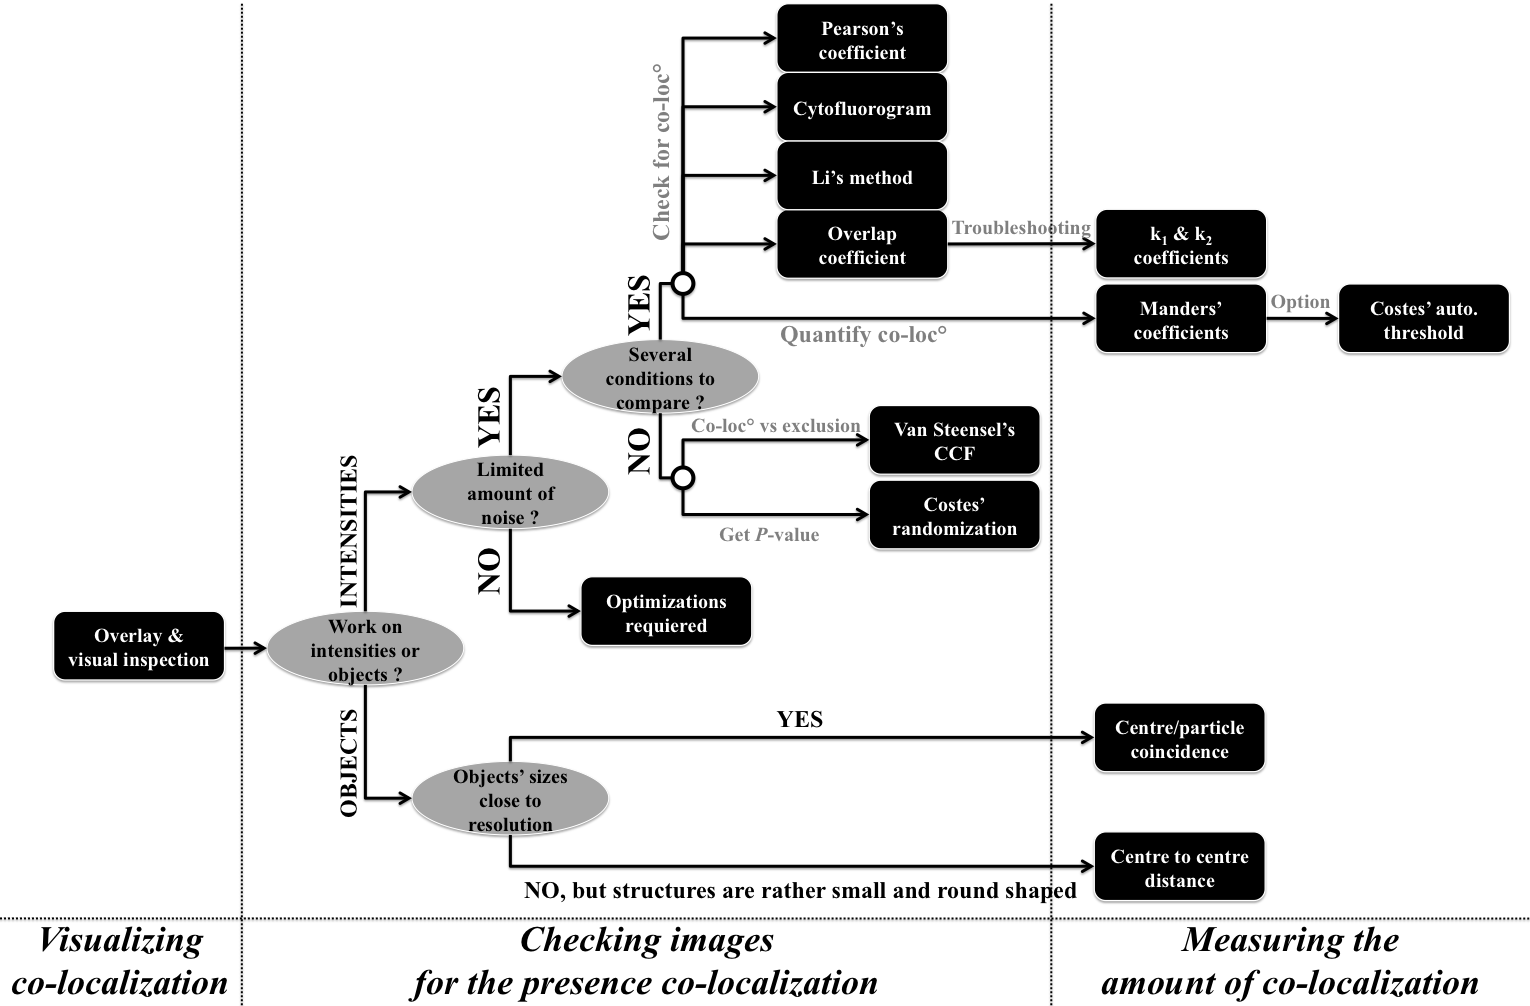 Pearson’s
coefficient
Cytofluorogram
Li’s method
Overlap
coefficient
Check for co-loc°
Troubleshooting
k1 & k2
coefficients
YES
Quantify co-loc°
Manders’
coefficients
Option
Costes’ auto.
threshold
Several
conditions to
compare ?
NO
Co-loc° vs exclusion
Van Steensel’s
CCF
Get P-value
Costes’
randomization
YES
Limited
amount of
noise ?
NO
Optimizations
requiered
INTENSITIES
Overlay &
visual inspection
Work on
intensities or
objects ?
OBJECTS
YES
Centre/particle
coincidence
Objects’ sizes
close to
resolution
NO, but structures are rather small and round shaped
Centre to centre
distance
Visualizing
co-localization
Checking images
for the presence co-localization
Measuring the
amount of co-localization